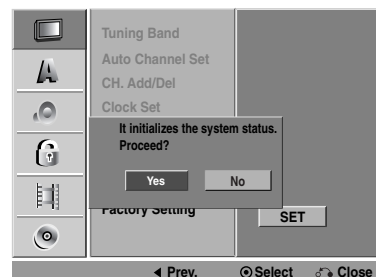 Tuning Band
Auto Channel Set
CH. Add/Del
Clock Set
It initializes the system status.
Proceed?
Yes No
Factory Setting
SET
Prev. Select Close